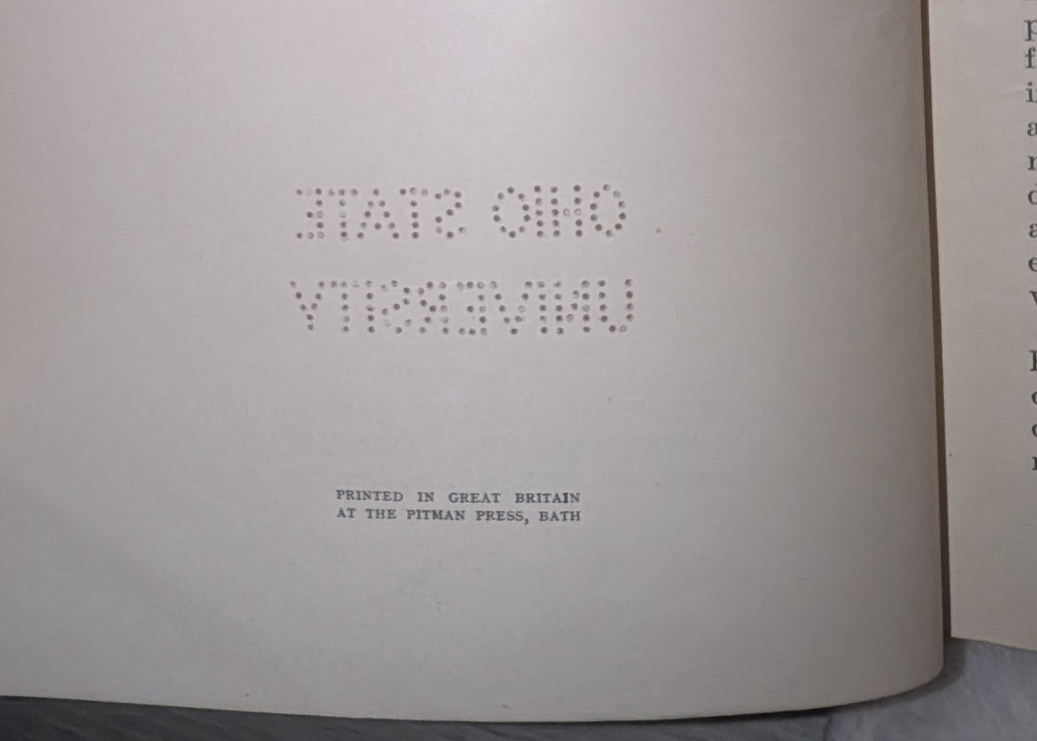 OHIO STATE
UNIVERSITY
PRINTED IN GREAT BRITAIN
AT THE PITMAN PRESS, BATH